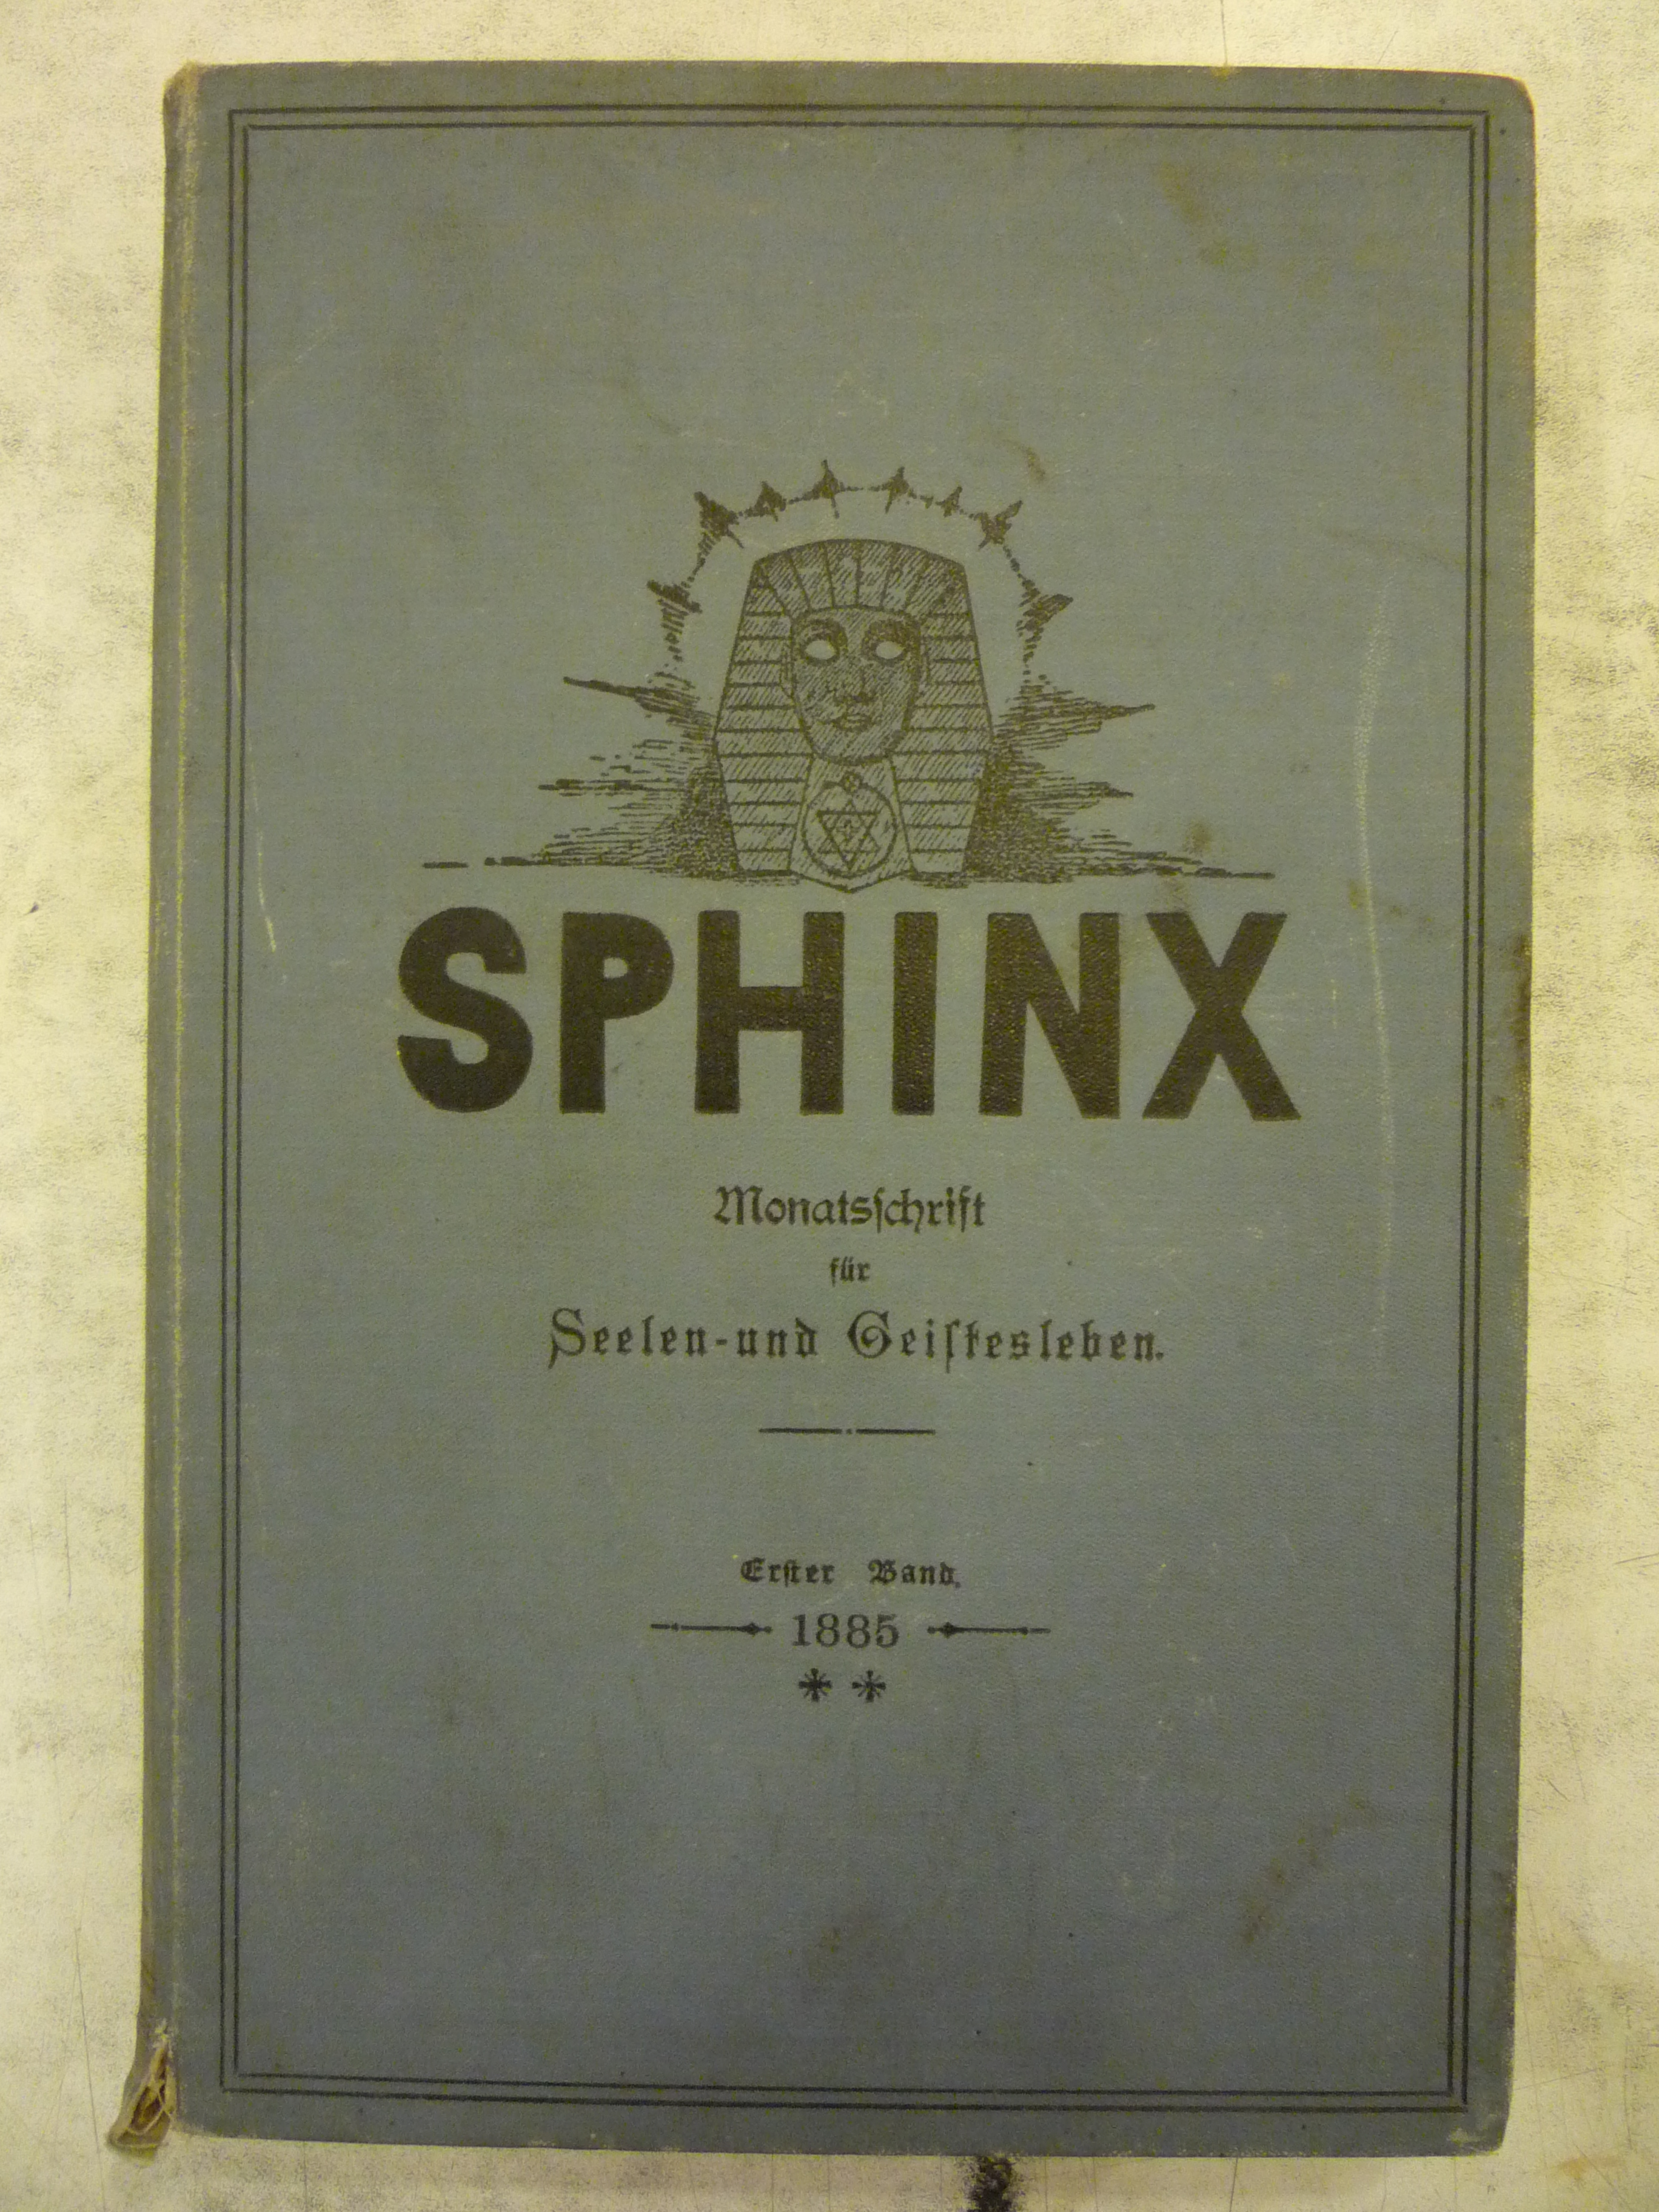 SPHINX
Monatsſchrift
für
Seelen-und Geiſtesleben.
Erſter Band.
1885
* *